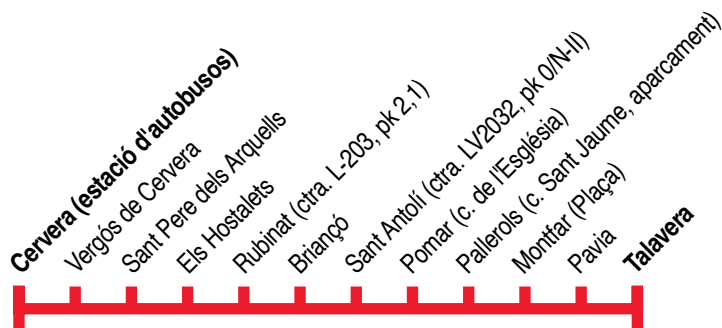 Cervera (estació d'autobusos)
Vergós de Cervera
Sant Pere dels Arquells
Els Hostalets
Rubinat (ctra. L-203, pk 2,1)
Briançó
Sant Antolí (ctra. LV2032, pk 0/N-II)
Pomar (c. de l'Església)
Pallerols (c. Sant Jaume, aparcament)
Montfar (Plaça)
Pavia
Talavera